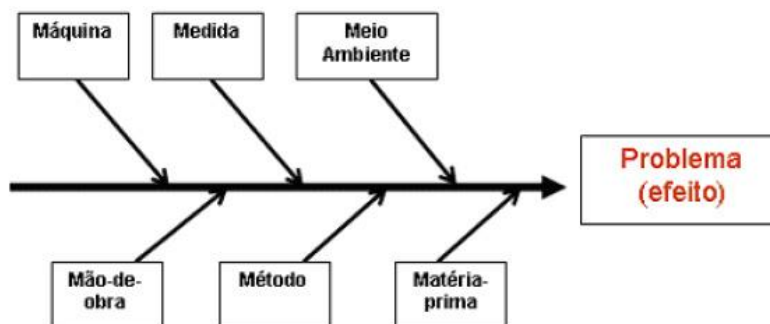 Máquina
Medida
Meio
Ambiente
Problema
(efeito)
Mão-de-
obra
Método
Matéria-
prima